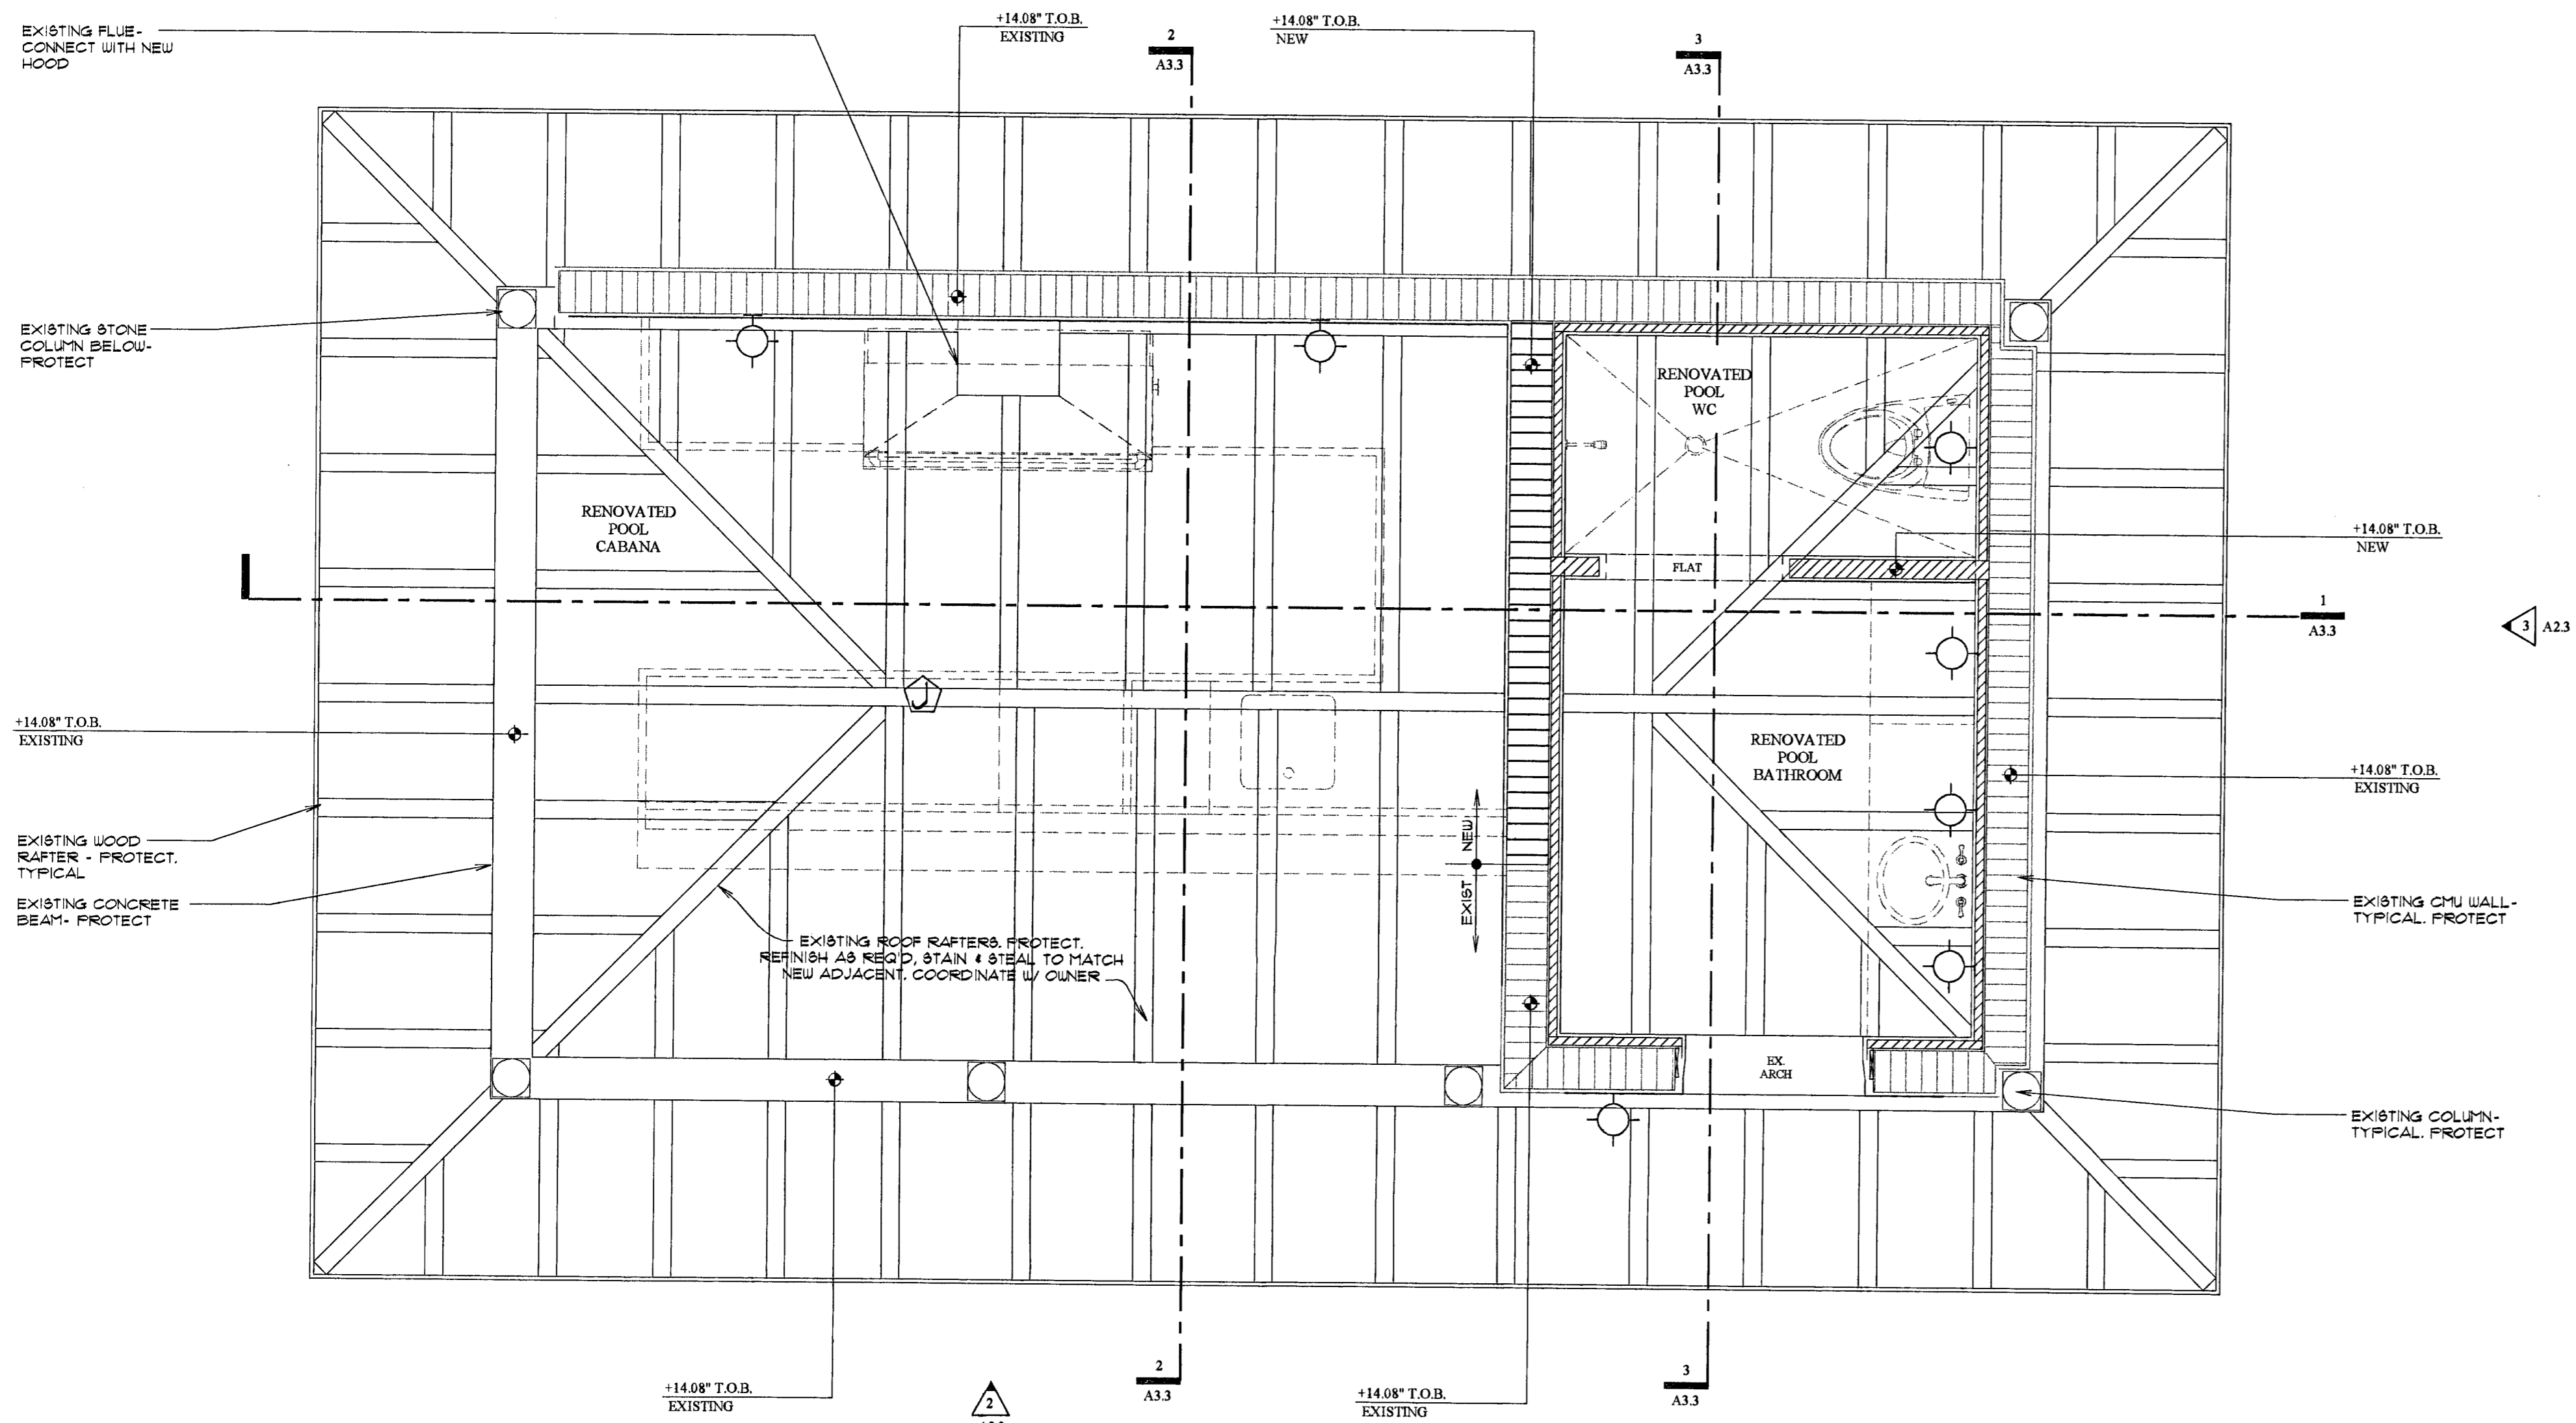 EXISTING FLUE-
CONNECT WITH NEW
HOOD
+14.08" T.O.B.
EXISTING
2
A3.3
+14.08" T.O.B.
NEW
3
A3.3
EXISTING STONE
COLUMN BELOW-
PROTECT
RENOVATED
POOL
WC
RENOVATED
POOL
CABANA
+14.08" T.O.B.
NEW
FLAT
1
A3.3
3
A2.3
J
+14.08" T.O.B.
EXISTING
RENOVATED
POOL
BATHROOM
+14.08" T.O.B.
EXISTING
NEW
EXIST
EXISTING WOOD
RAFTER - PROTECT.
TYPICAL
EXISTING CONCRETE
BEAM- PROTECT
EXISTING CMU WALL-
TYPICAL. PROTECT
EXISTING ROOF RAFTERS. PROTECT.
REFINISH AS REQ'D, STAIN & STEAL TO MATCH
NEW ADJACENT. COORDINATE W/ OWNER
EX.
ARCH
EXISTING COLUMN-
TYPICAL. PROTECT
+14.08" T.O.B.
EXISTING
2
2
A3.3
+14.08" T.O.B.
EXISTING
3
A3.3